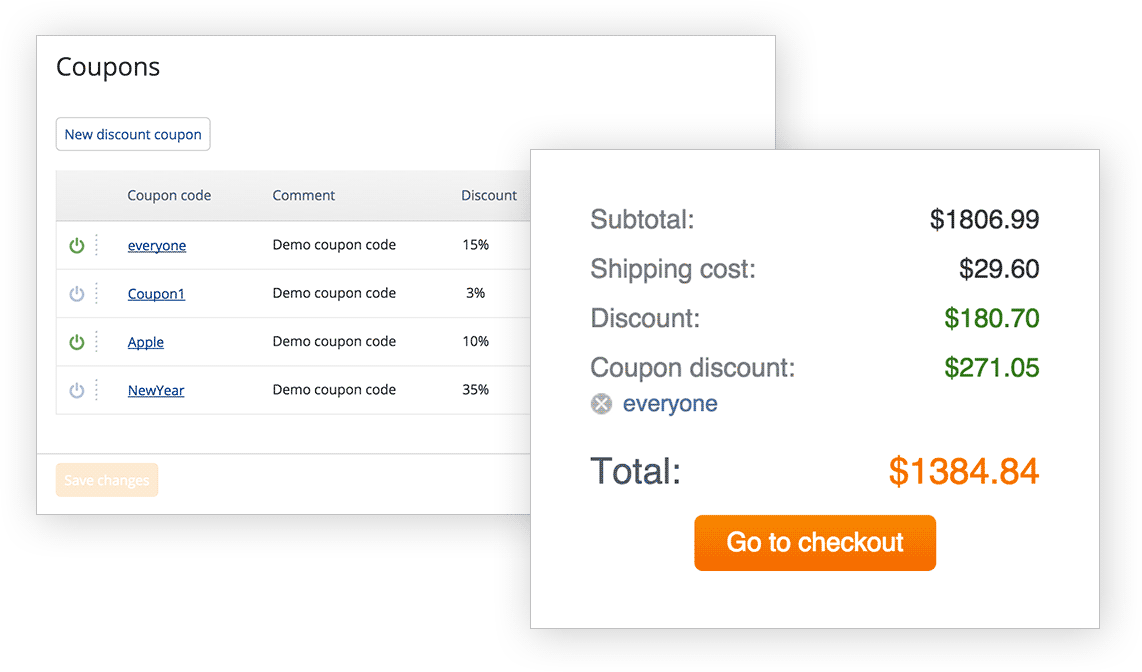 Coupons
New discount coupon
Coupon code Comment Discount
everyone Demo coupon code 15%
Coupon1 Demo coupon code 3%
Apple Demo coupon code 10%
NewYear Demo coupon code 35%
Save changes
Subtotal: $1806.99
Shipping cost: $29.60
Discount: $180.70
Coupon discount: $271.05
everyone
Total: $1384.84
Go to checkout